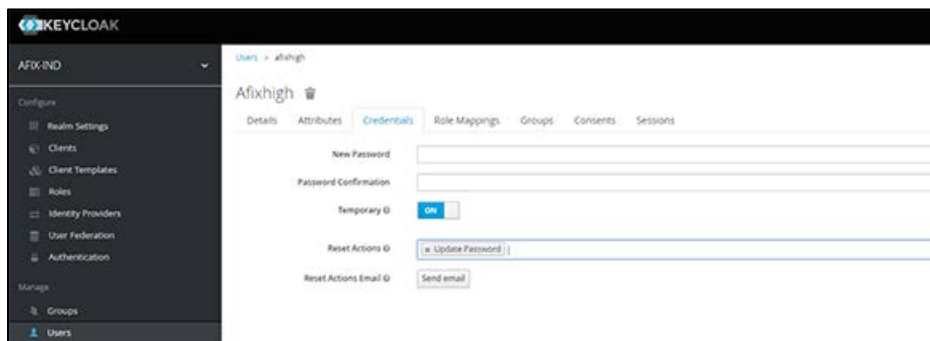 KEYCLOAK
AFIX-IND
Users > afixhigh
Afixhigh
Configure
Details Attributes Credentials Role Mappings Groups Consents Sessions
Realm Settings
Clients
Client Templates
Roles
Identity Providers
User Federation
Authentication
New Password
Password Confirmation
Temporary ON
Reset Actions Update Password
Reset Actions Email Send email
Manage
Groups
Users